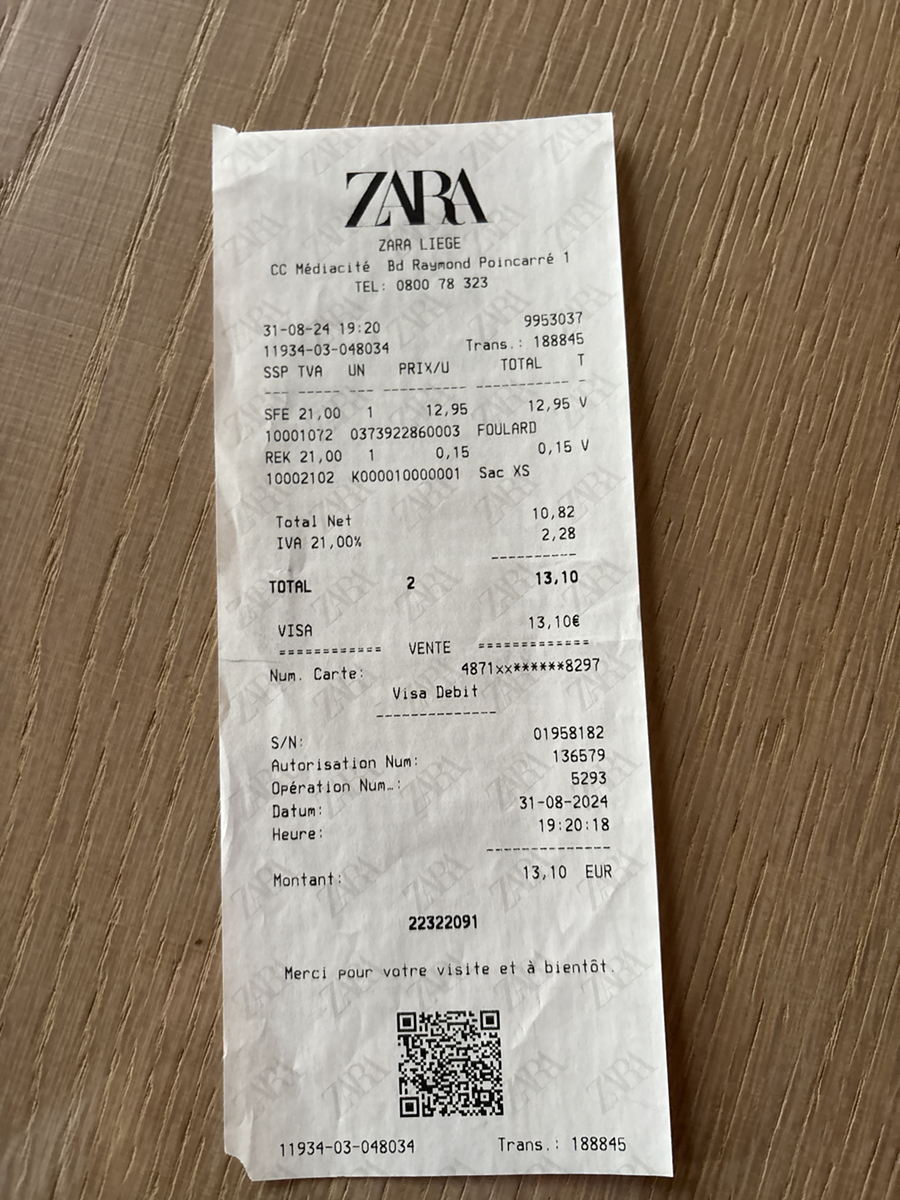 ZARA
ZARA LIEGE
CC Médiacité Bd Raymond Poincarré 1
TEL: 0800 78 323
31-08-24 19:20 9953037
11934-03-048034 Trans.: 188845
SSP TVA UN PRIX/U TOTAL T
--- ----- --- ---------- ----------- -
SFE 21,00 1 12,95 12,95 V
10001072 0373922860003 FOULARD
REK 21,00 1 0,15 0,15 V
10002102 K000010000001 Sac XS
Total Net 10,82
IVA 21,00% 2,28
----------
TOTAL 2 13,10
VISA 13,10€
============ VENTE =============
Num. Carte: 4871xx******8297
Visa Debit
--------------
S/N: 01958182
Autorisation Num: 136579
Opération Num…: 5293
Datum: 31-08-2024
Heure: 19:20:18
--------------
Montant: 13,10 EUR
22322091
Merci pour votre visite et à bientôt.
11934-03-048034 Trans.: 188845